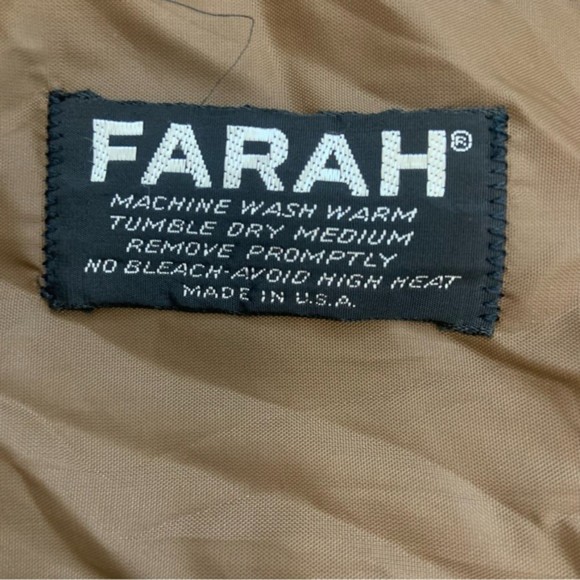 FARAH®
MACHINE WASH WARM
TUMBLE DRY MEDIUM
REMOVE PROMPTLY
NO BLEACH-AVOID HIGH HEAT
MADE IN U.S.A.